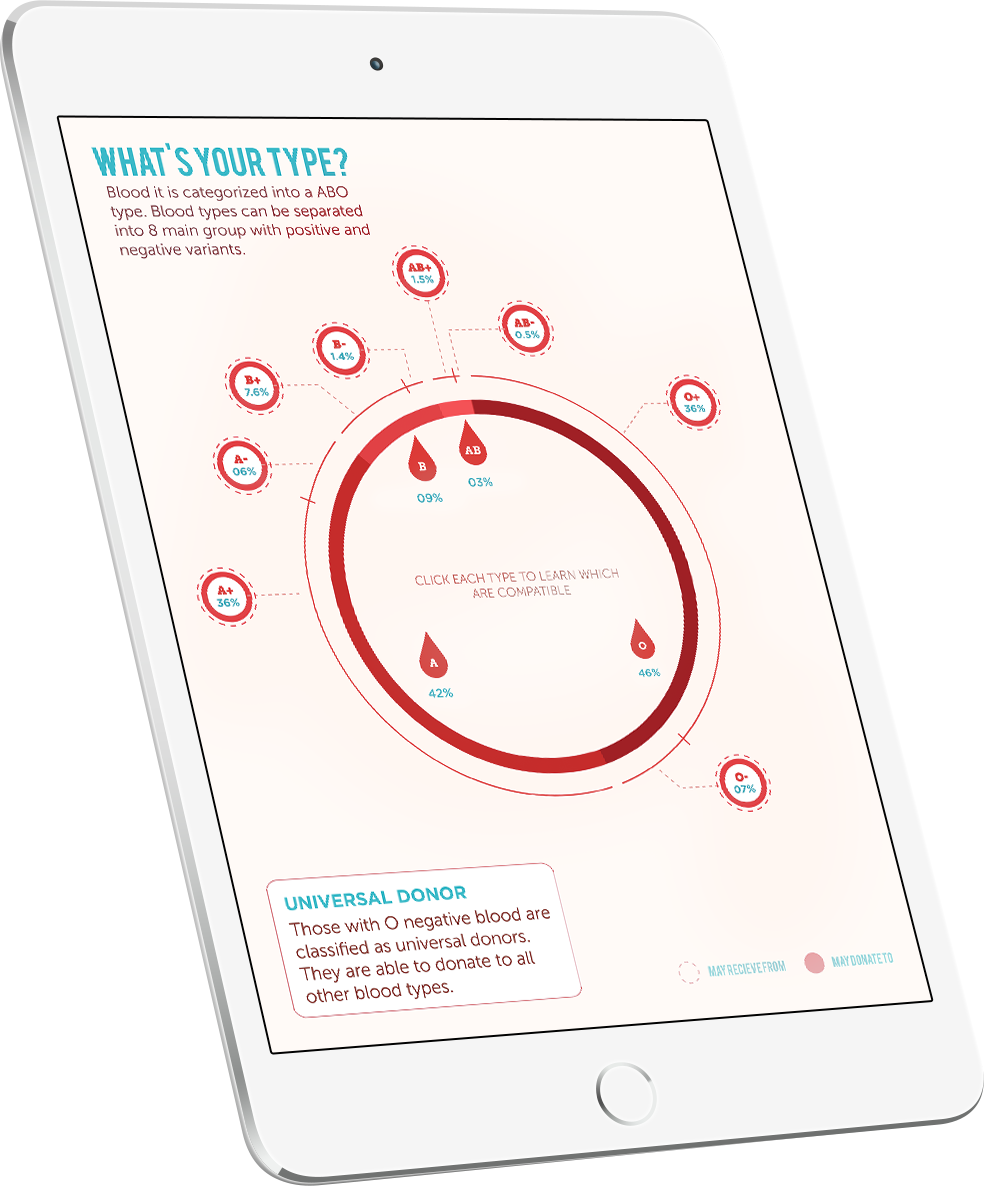 WHAT'S YOUR TYPE?
Blood it is categorized into a ABO
type. Blood types can be separated
into 8 main group with positive and
negative variants.
AB+
1.5%
AB-
0.5%
B-
1.4%
B+
7.6%
O+
36%
A-
06%
B
09%
AB
03%
CLICK EACH TYPE TO LEARN WHICH
ARE COMPATIBLE
A+
36%
A
42%
O
46%
O-
07%
UNIVERSAL DONOR
Those with O negative blood are
classified as universal donors.
They are able to donate to all
other blood types.
MAY RECIEVE FROM
MAY DONATE TO